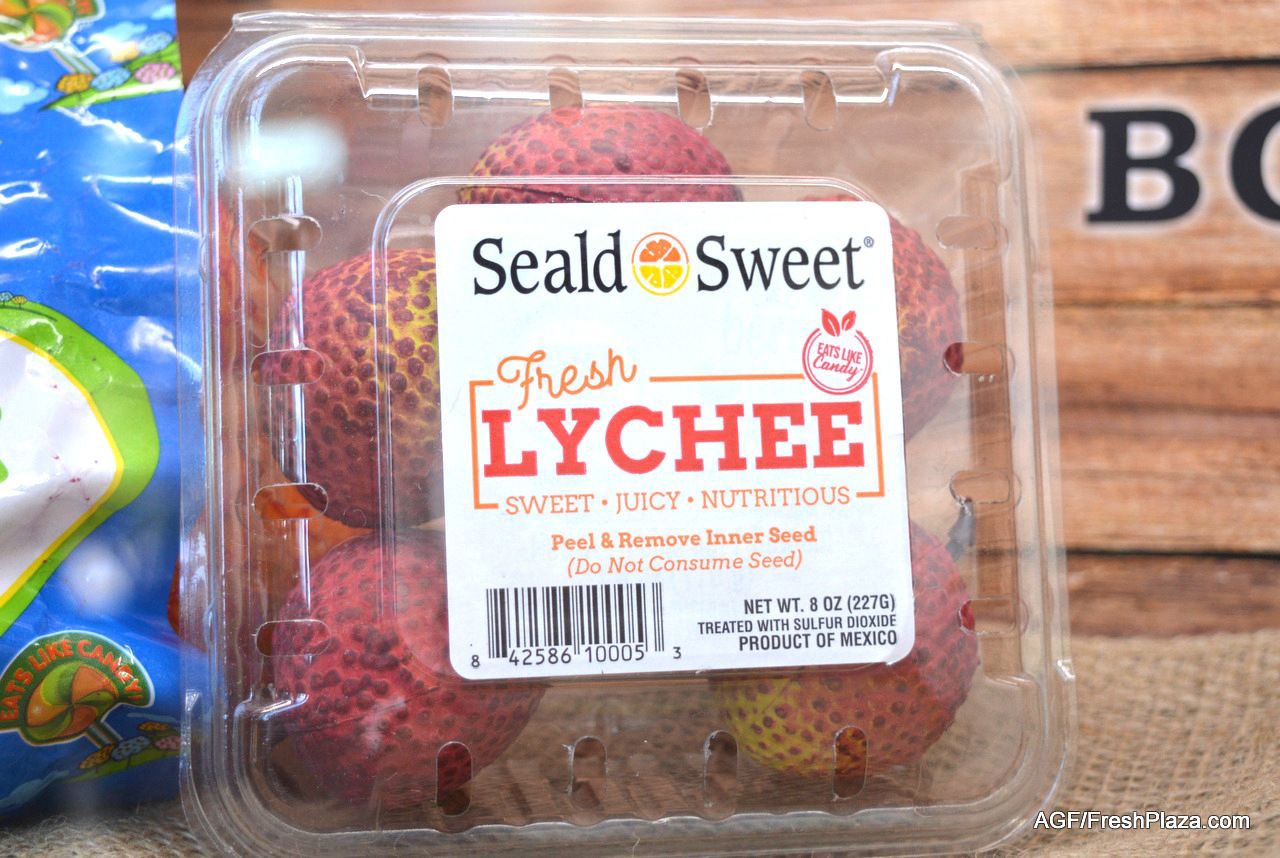 Seald Sweet®
EATS LIKE
Candy
Fresh
LYCHEE
SWEET • JUICY • NUTRITIOUS
Peel & Remove Inner Seed
(Do Not Consume Seed)
8 42586 10005 3
NET WT. 8 OZ (227G)
TREATED WITH SULFUR DIOXIDE
PRODUCT OF MEXICO
EATS LIKE CANDY!
AGF/FreshPlaza.com